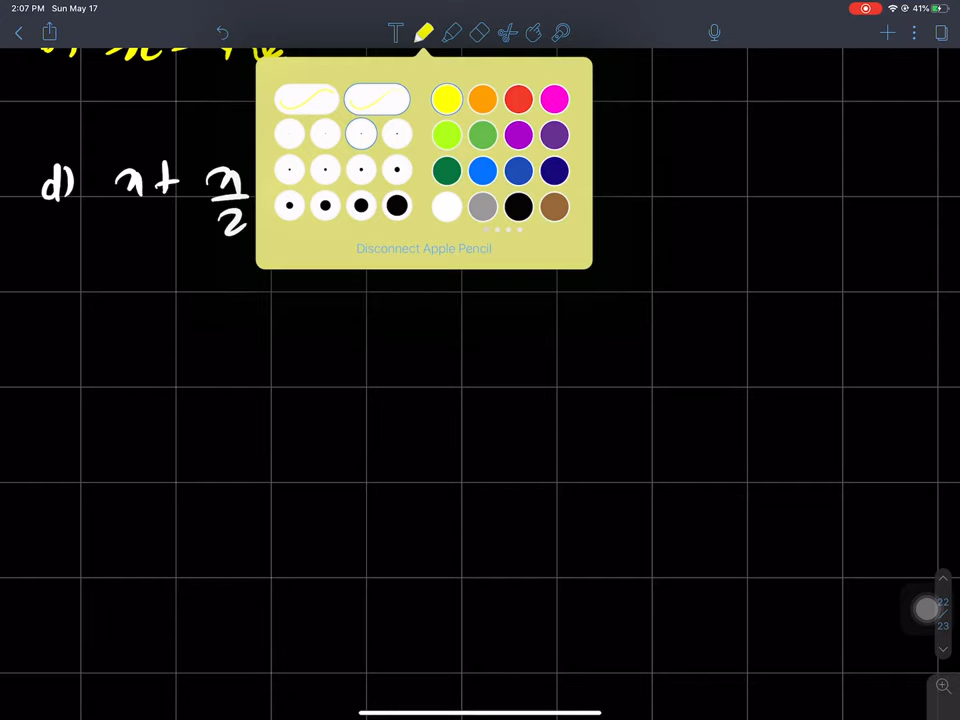 2:07 PM Sun May 17
41%
T
d) x + x/2
Disconnect Apple Pencil
22
/
23